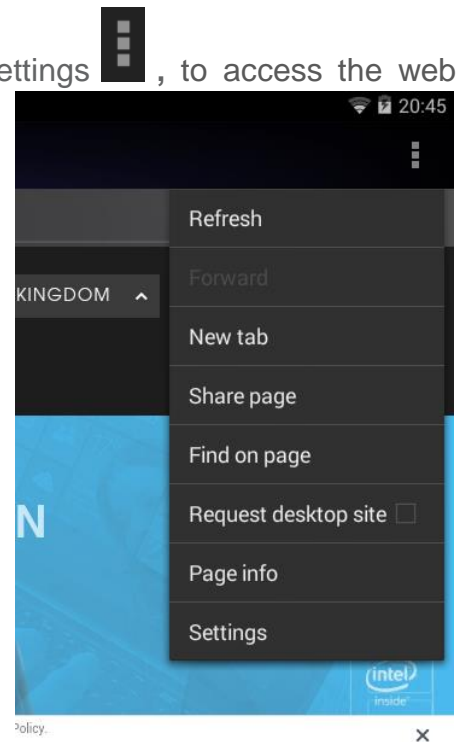 ettings , to access the web
20:45
Refresh
Forward
KINGDOM
New tab
Share page
Find on page
N
Request desktop site
Page info
Settings
intel
inside
Policy.